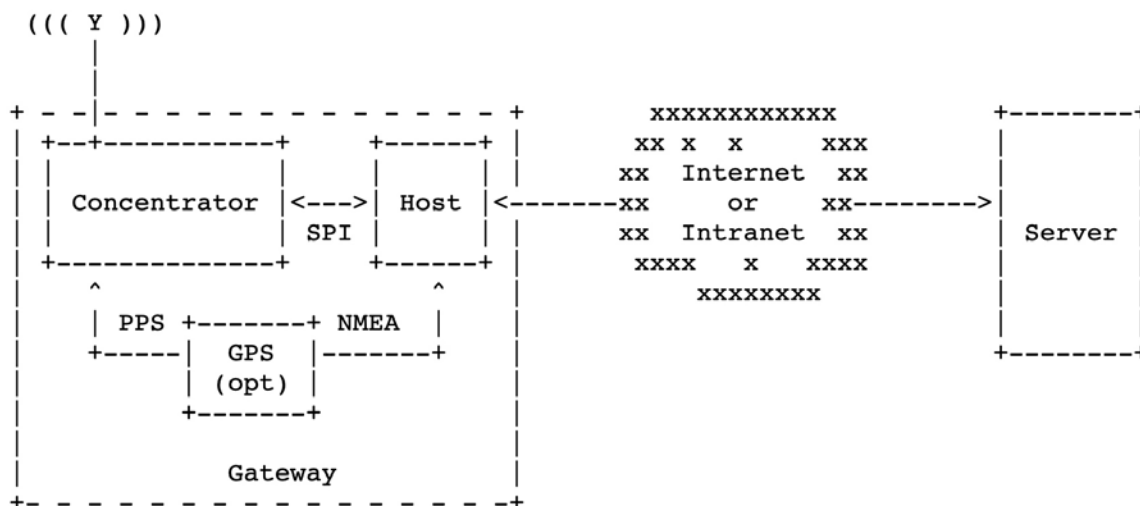 ((( Y )))
Internet
Concentrator Host or
SPI Intranet Server
PPS NMEA
GPS
(opt)
Gateway